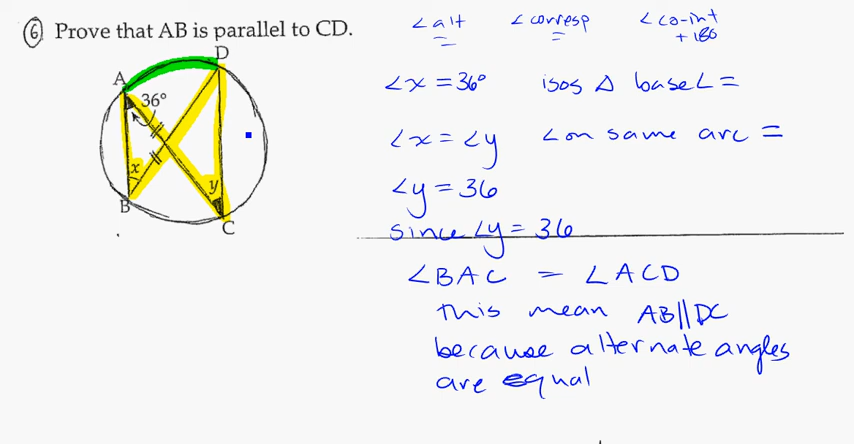 ⑥ Prove that AB is parallel to CD.
∠alt ∠corresp ∠co-int
+180
D
A
36°
x
y
B
C
∠x = 36° isos △ base∠ =
∠x = ∠y ∠on same arc =
∠y = 36
since ∠y = 36
∠BAC = ∠ACD
this mean AB∥DC
because alternate angles
are equal